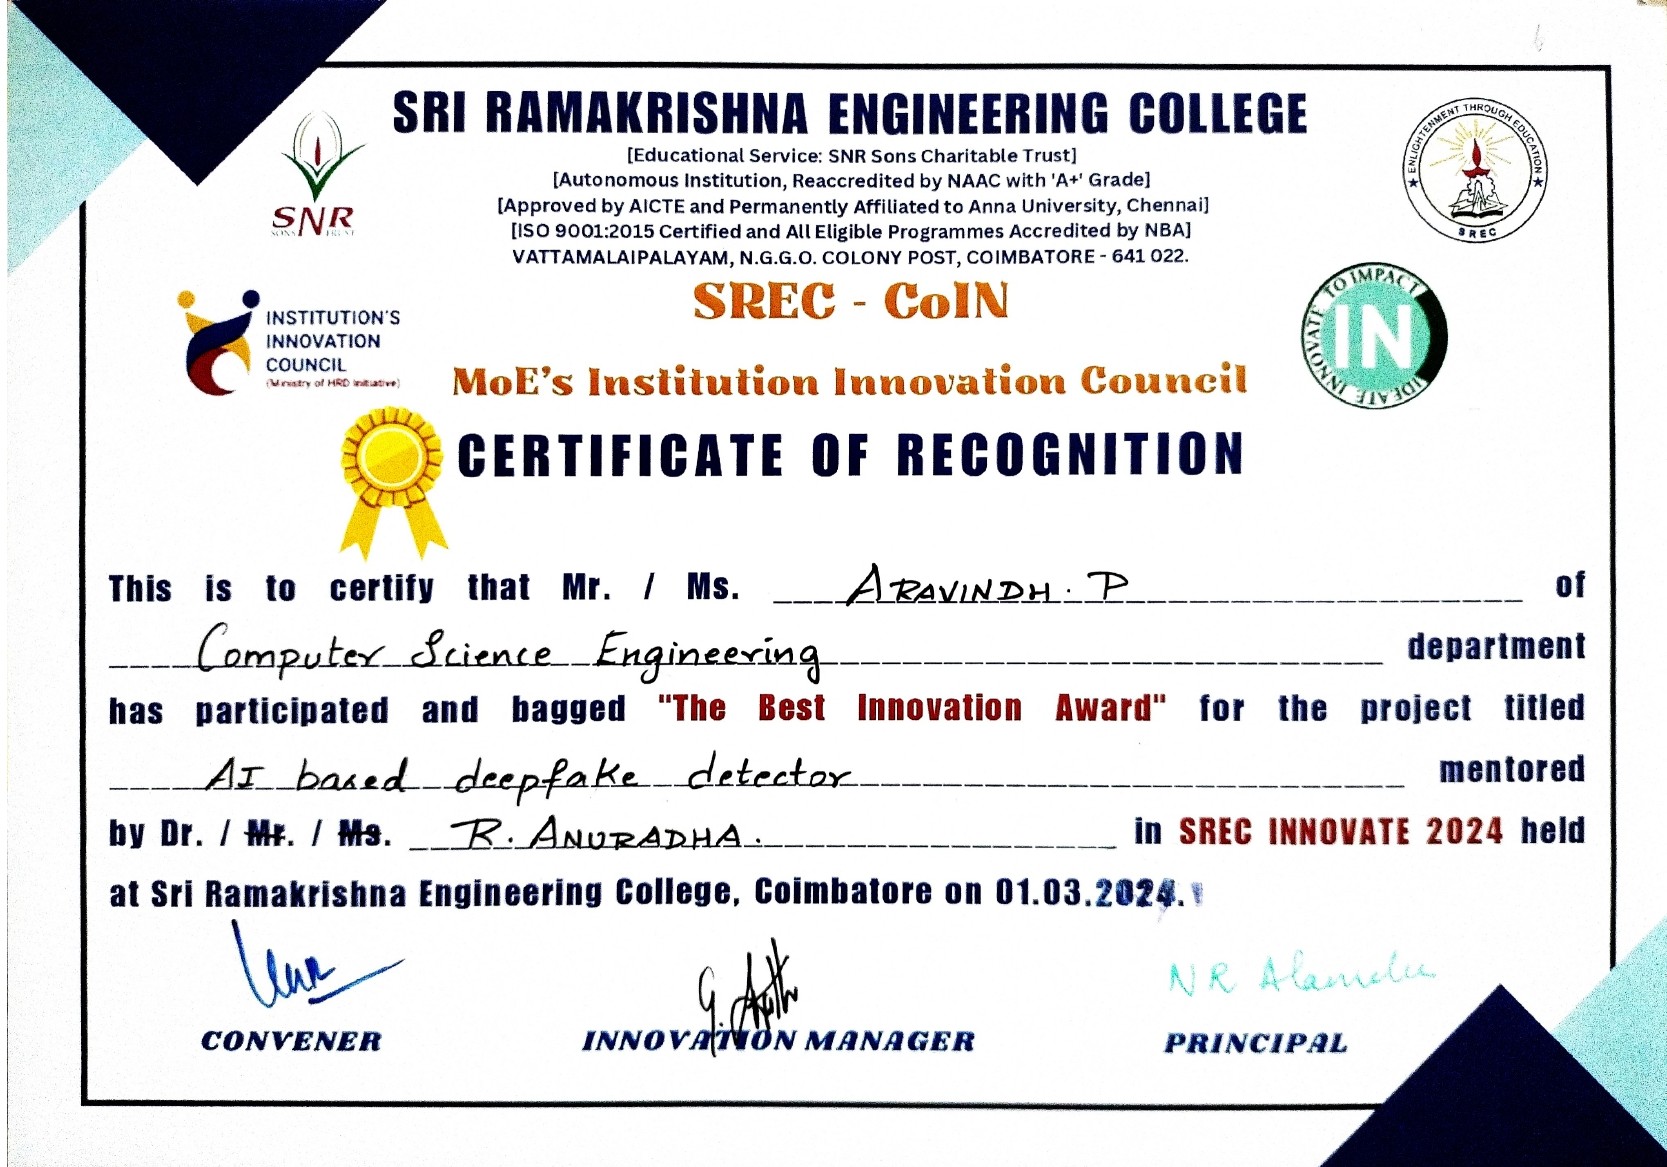 SRI RAMAKRISHNA ENGINEERING COLLEGE
[Educational Service: SNR Sons Charitable Trust]
[Autonomous Institution, Reaccredited by NAAC with 'A+' Grade]
[Approved by AICTE and Permanently Affiliated to Anna University, Chennai]
[ISO 9001:2015 Certified and All Eligible Programmes Accredited by NBA]
VATTAMALAIPALAYAM, N.G.G.O. COLONY POST, COIMBATORE - 641 022.
SNR
SONS TRUST
ENLIGHTENMENT THROUGH EDUCATION
SREC
SREC - CoIN
INSTITUTION'S
INNOVATION
COUNCIL
(Ministry of HRD Initiative)
MoE's Institution Innovation Council
IDEATE INNOVATE TO IMPACT
IN
CERTIFICATE OF RECOGNITION
This is to certify that Mr. / Ms. ARAVINDH. P of
Computer Science Engineering department
has participated and bagged "The Best Innovation Award" for the project titled
AI based deepfake detector mentored
by Dr. / Mr. / Ms. R. ANURADHA. in SREC INNOVATE 2024 held
at Sri Ramakrishna Engineering College, Coimbatore on 01.03.2024.
N R Alamelu
CONVENER INNOVATION MANAGER PRINCIPAL